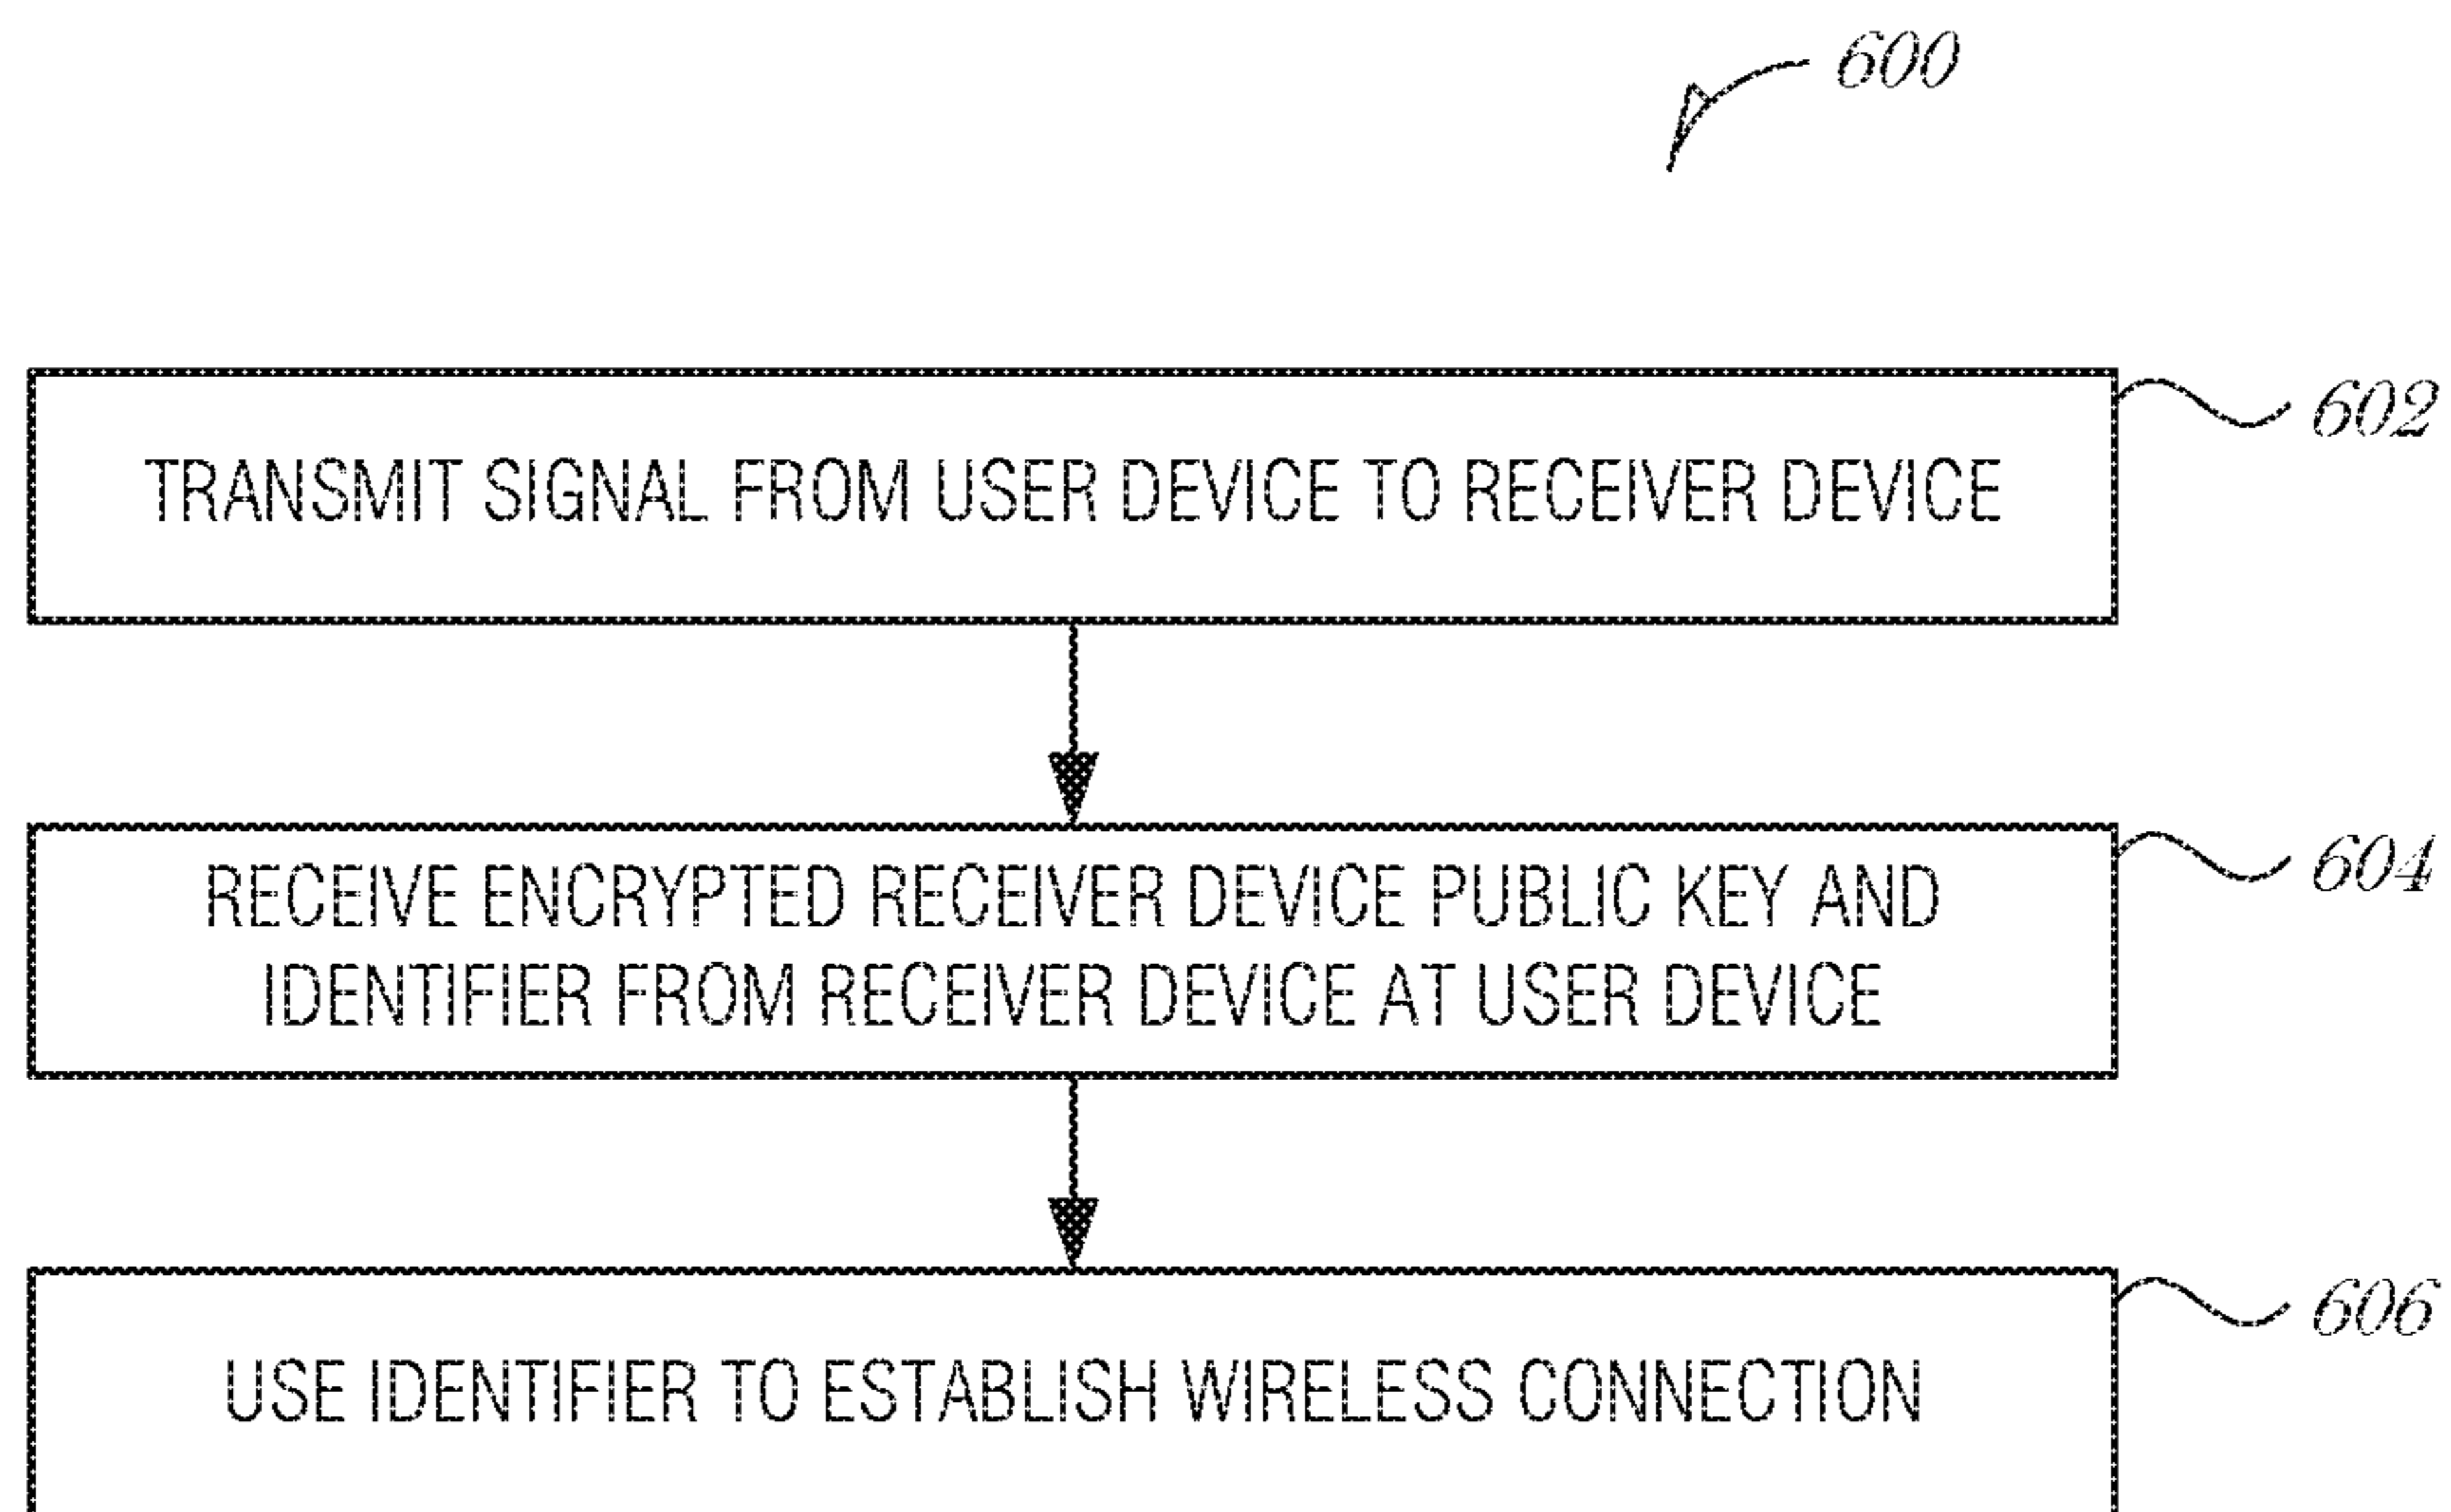 600
602
TRANSMIT SIGNAL FROM USER DEVICE TO RECEIVER DEVICE
604
RECEIVE ENCRYPTED RECEIVER DEVICE PUBLIC KEY AND
IDENTIFIER FROM RECEIVER DEVICE AT USER DEVICE
606
USE IDENTIFIER TO ESTABLISH WIRELESS CONNECTION